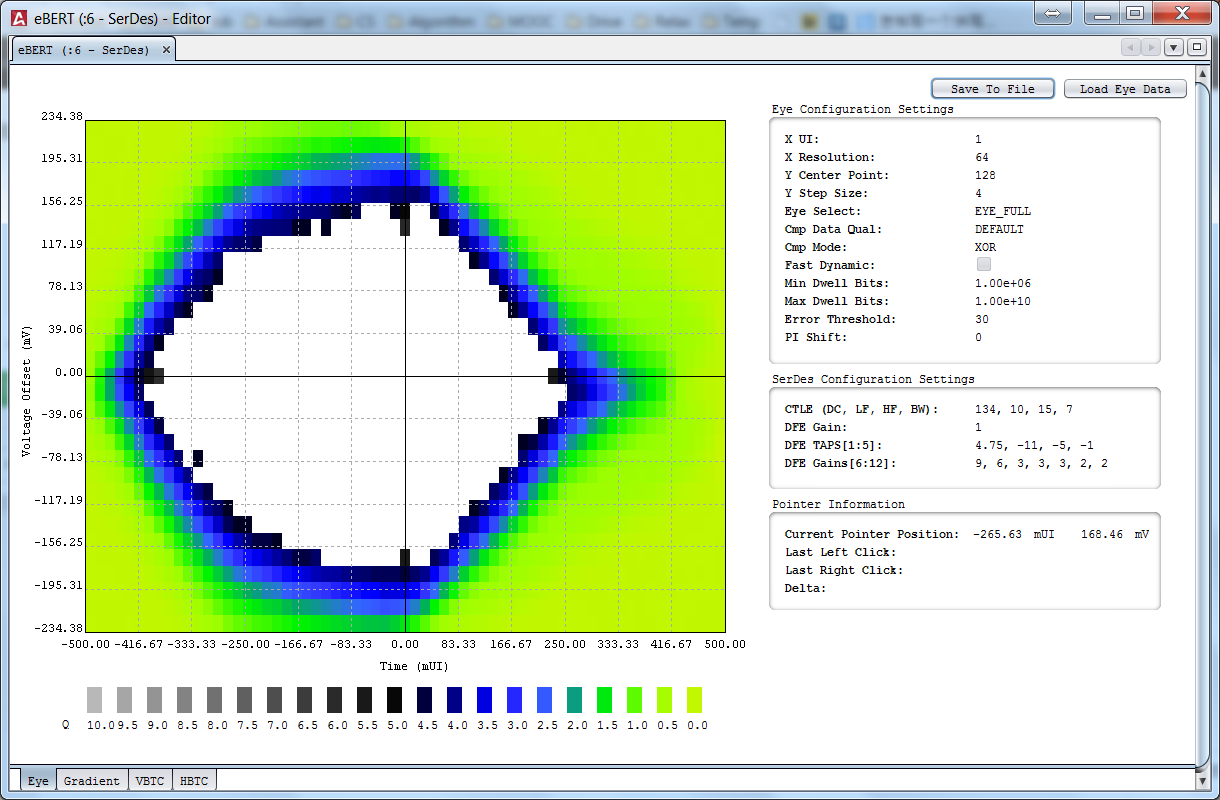 eBERT (:6 - SerDes) - Editor
eBERT (:6 - SerDes) ×
Save To File
Load Eye Data
Eye Configuration Settings
X UI: 1
X Resolution: 64
Y Center Point: 128
Y Step Size: 4
Eye Select: EYE_FULL
Cmp Data Qual: DEFAULT
Cmp Mode: XOR
Fast Dynamic:
Min Dwell Bits: 1.00e+06
Max Dwell Bits: 1.00e+10
Error Threshold: 30
PI Shift: 0
SerDes Configuration Settings
CTLE (DC, LF, HF, BW): 134, 10, 15, 7
DFE Gain: 1
DFE TAPS[1:5]: 4.75, -11, -5, -1
DFE Gains[6:12]: 9, 6, 3, 3, 3, 2, 2
Pointer Information
Current Pointer Position: -265.63 mUI 168.46 mV
Last Left Click:
Last Right Click:
Delta:
Voltage Offset (mV)
234.38
195.31
156.25
117.19
78.13
39.06
0.00
-39.06
-78.13
-117.19
-156.25
-195.31
-234.38
-500.00 -416.67 -333.33 -250.00 -166.67 -83.33 0.00 83.33 166.67 250.00 333.33 416.67 500.00
Time (mUI)
Q 10.0 9.5 9.0 8.5 8.0 7.5 7.0 6.5 6.0 5.5 5.0 4.5 4.0 3.5 3.0 2.5 2.0 1.5 1.0 0.5 0.0
Eye Gradient VBTC HBTC